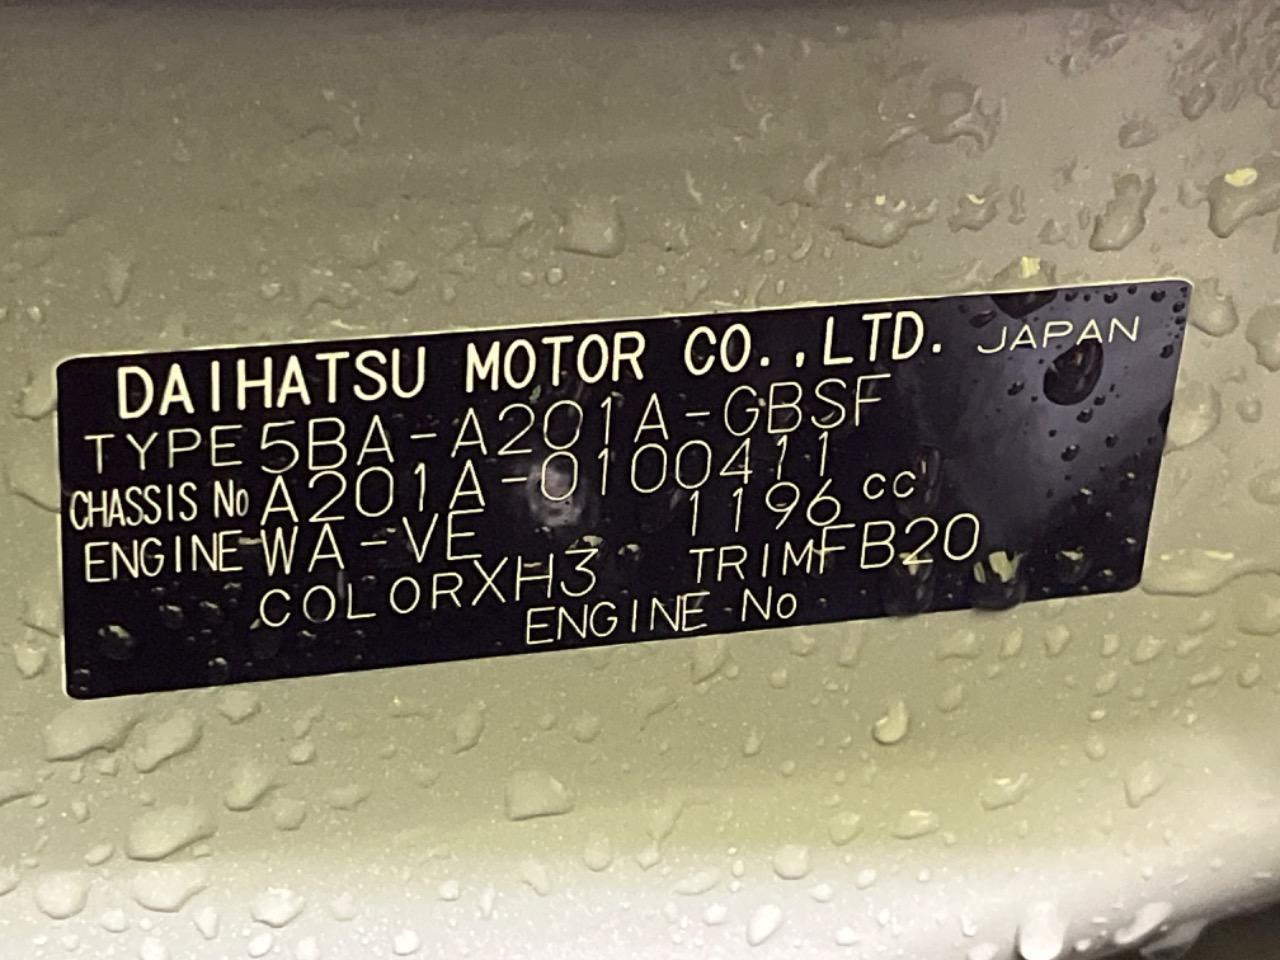 DAIHATSU MOTOR CO.,LTD. JAPAN
TYPE 5BA-A201A-GBSF
CHASSIS No A201A-0100411
ENGINE WA-VE 1196 cc
COLOR XH3 TRIM FB20
ENGINE No